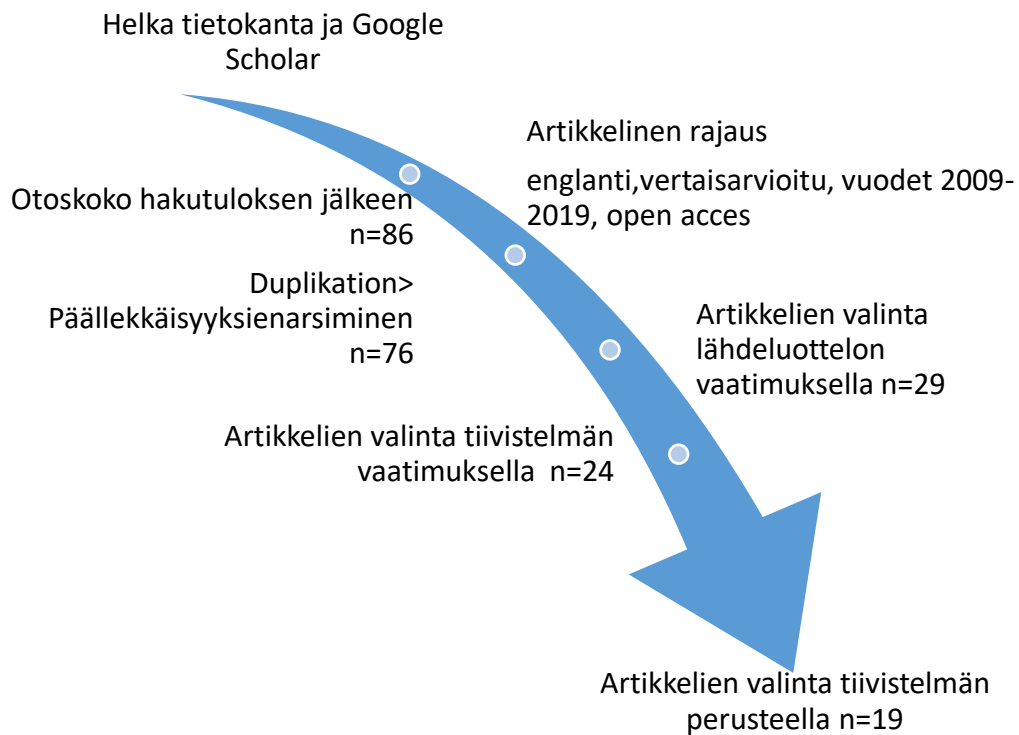 Helka tietokanta ja Google
Scholar
Artikkelinen rajaus
englanti,vertaisarvioitu, vuodet 2009-
2019, open acces
Otoskoko hakutuloksen jälkeen
n=86
Duplikation>
Päällekkäisyyksienarsiminen
n=76
Artikkelien valinta
lähdeluottelon
vaatimuksella n=29
Artikkelien valinta tiivistelmän
vaatimuksella  n=24
Artikkelien valinta tiivistelmän
perusteella n=19